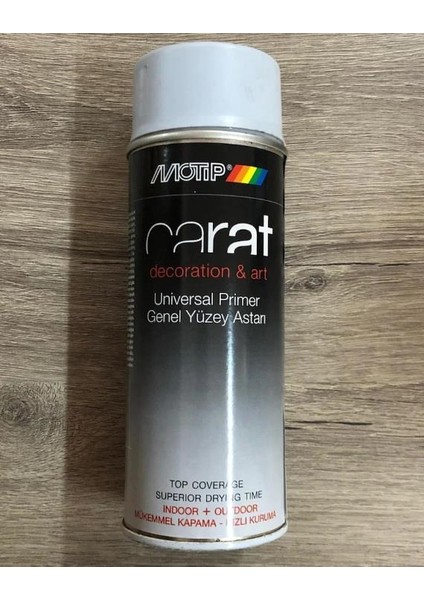 MOTIP®
carat
decoration & art
Universal Primer
Genel Yüzey Astarı
TOP COVERAGE
SUPERIOR DRYING TIME
INDOOR + OUTDOOR
MÜKEMMEL KAPAMA - HIZLI KURUMA